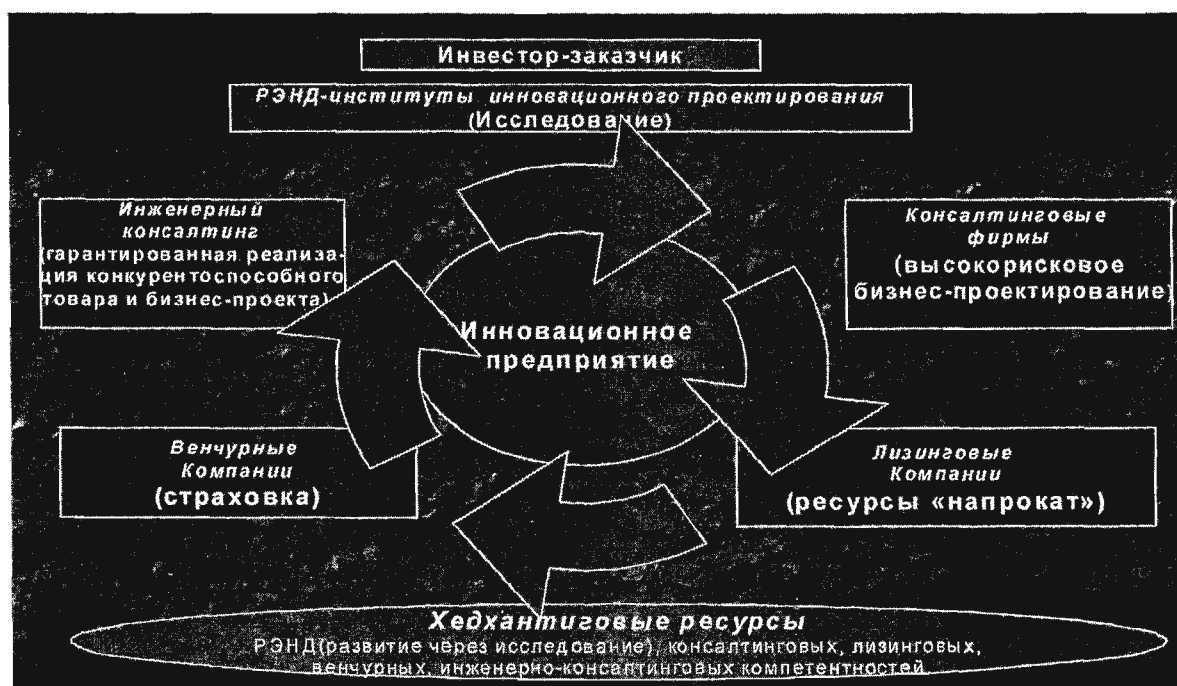 Инвестор-заказчик
РЭНД-институты инновационного проектирования
(Исследование)
Инженерный
консалтинг
(гарантированная реализа-
ция конкурентоспособного
товара и бизнес-проекта)
Консалтинговые
фирмы
(высокорисковое
бизнес-проектирование)
Инновационное
предприятие
Венчурные
Компании
(страховка)
Лизинговые
Компании
(ресурсы «напрокат»)
Хедхантиговые ресурсы
РЭНД(развитие через исследование), консалтинговых, лизинговых,
венчурных, инженерно-консалтинговых компетентностей